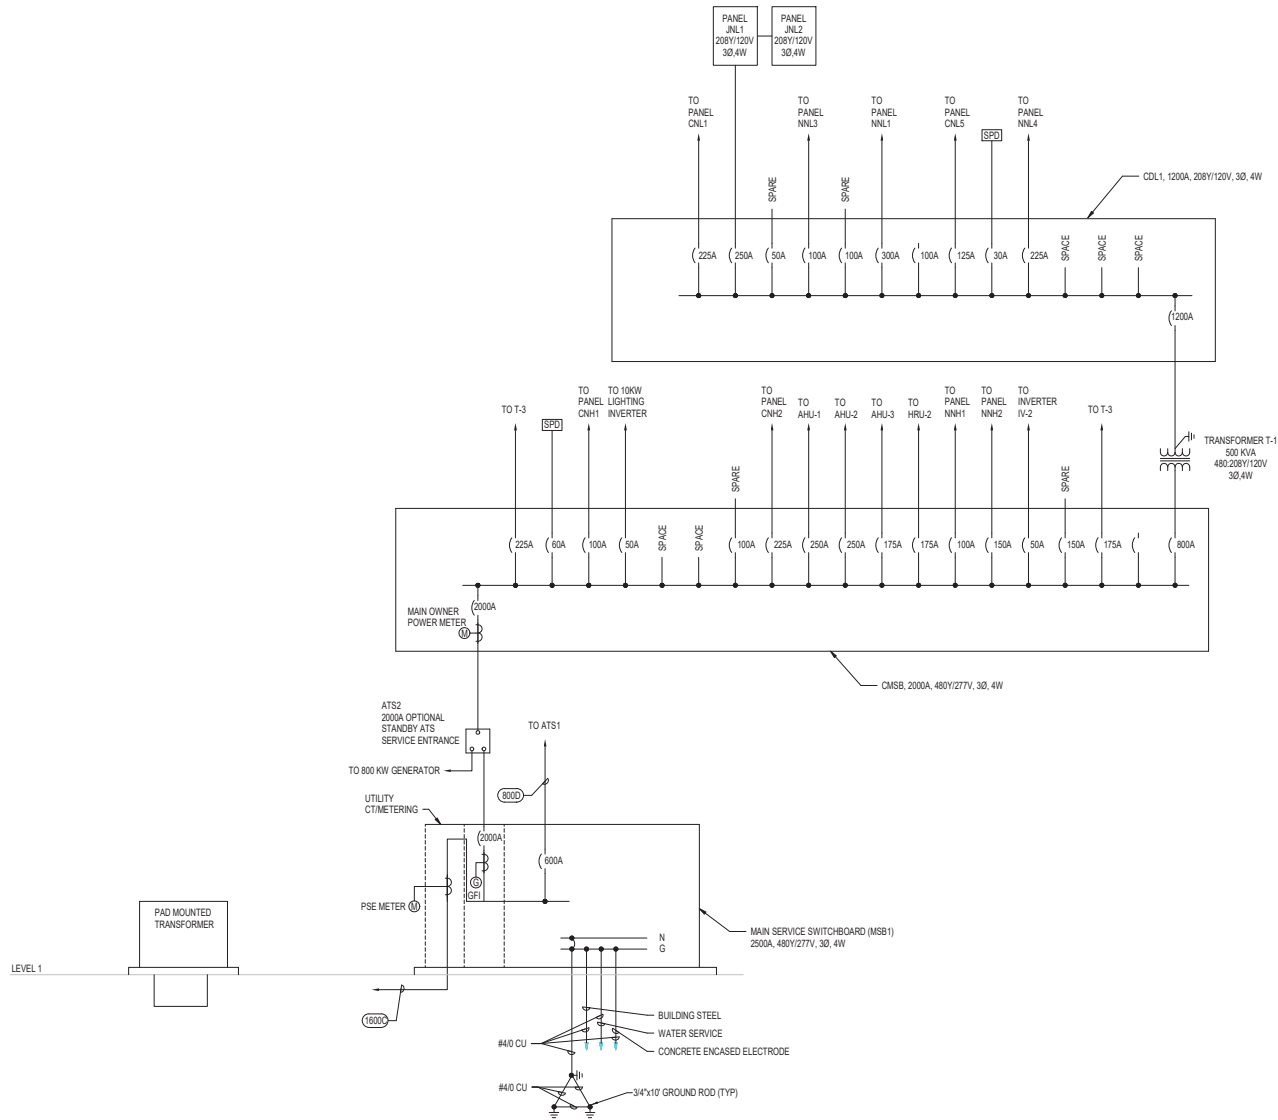 PANEL
JNL1
208Y/120V
3Ø,4W
PANEL
JNL2
208Y/120V
3Ø,4W
TO
PANEL
CNL1
TO
PANEL
NNL3
TO
PANEL
NNL1
TO
PANEL
CNL5
TO
PANEL
NNL4
SPD
SPARE
SPARE
CDL1, 1200A, 208Y/120V, 3Ø, 4W
225A
250A
50A
100A
100A
300A
100A
125A
30A
225A
SPACE
SPACE
SPACE
1200A
TO T-3
SPD
TO
PANEL
CNH1
TO 10KW
LIGHTING
INVERTER
TO
PANEL
CNH2
TO
AHU-1
TO
AHU-2
TO
AHU-3
TO
HRU-2
TO
PANEL
NNH1
TO
PANEL
NNH2
TO
INVERTER
IV-2
TO T-3
TRANSFORMER T-1
500 KVA
480:208Y/120V
3Ø,4W
SPARE
SPARE
225A
60A
100A
50A
SPACE
SPACE
100A
225A
250A
250A
175A
175A
100A
150A
50A
150A
175A
800A
2000A
MAIN OWNER
POWER METER
M
CMSB, 2000A, 480Y/277V, 3Ø, 4W
ATS2
2000A OPTIONAL
STANDBY ATS
SERVICE ENTRANCE
TO ATS1
TO 800 KW GENERATOR
800D
UTILITY
CT/METERING
2000A
600A
G
GFI
PSE METER M
PAD MOUNTED
TRANSFORMER
MAIN SERVICE SWITCHBOARD (MSB1)
2500A, 480Y/277V, 3Ø, 4W
N
G
LEVEL 1
1600C
BUILDING STEEL
WATER SERVICE
CONCRETE ENCASED ELECTRODE
#4/0 CU
#4/0 CU
3/4"x10' GROUND ROD (TYP)